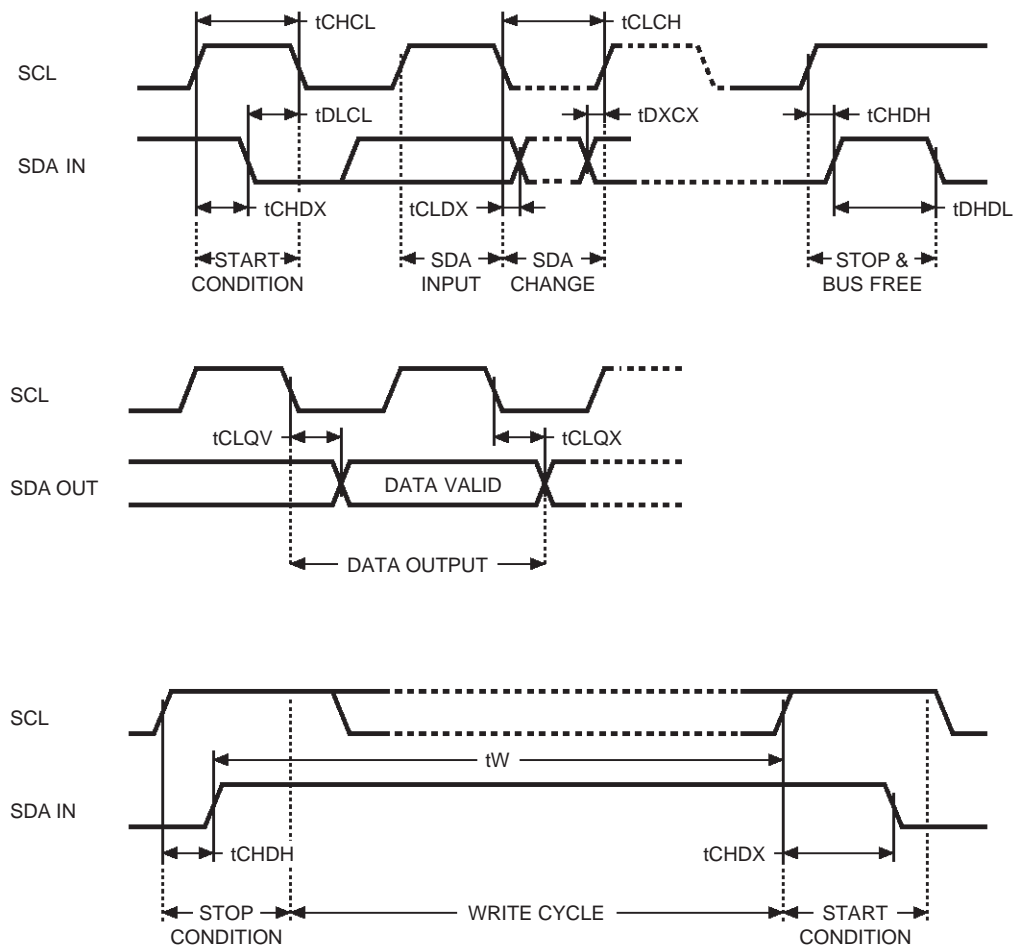 tCHCL
tCLCH
SCL
tDLCL
tDXCX
tCHDH
SDA IN
tCHDX
tCLDX
tDHDL
START
CONDITION
SDA
INPUT
SDA
CHANGE
STOP &
BUS FREE
SCL
tCLQV
tCLQX
SDA OUT
DATA VALID
DATA OUTPUT
SCL
tW
SDA IN
tCHDH
tCHDX
STOP
CONDITION
WRITE CYCLE
START
CONDITION